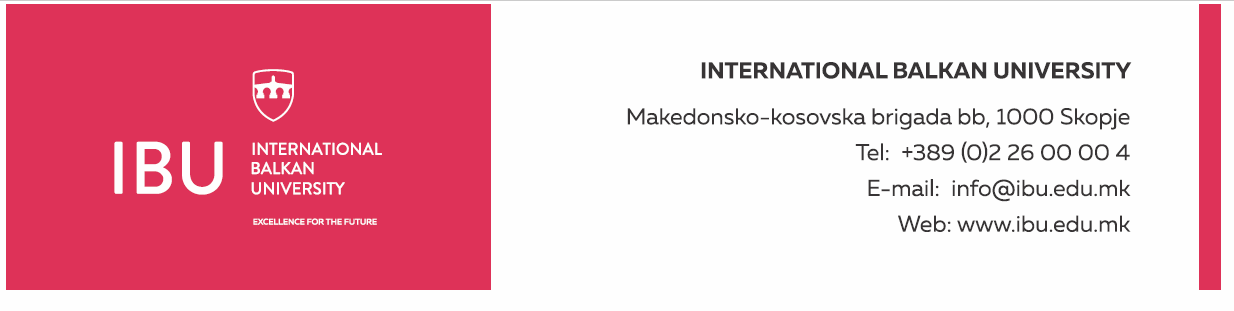 IBU
INTERNATIONAL
BALKAN
UNIVERSITY
EXCELLENCE FOR THE FUTURE
INTERNATIONAL BALKAN UNIVERSITY
Makedonsko-kosovska brigada bb, 1000 Skopje
Tel: +389 (0)2 26 00 00 4
E-mail: info@ibu.edu.mk
Web: www.ibu.edu.mk